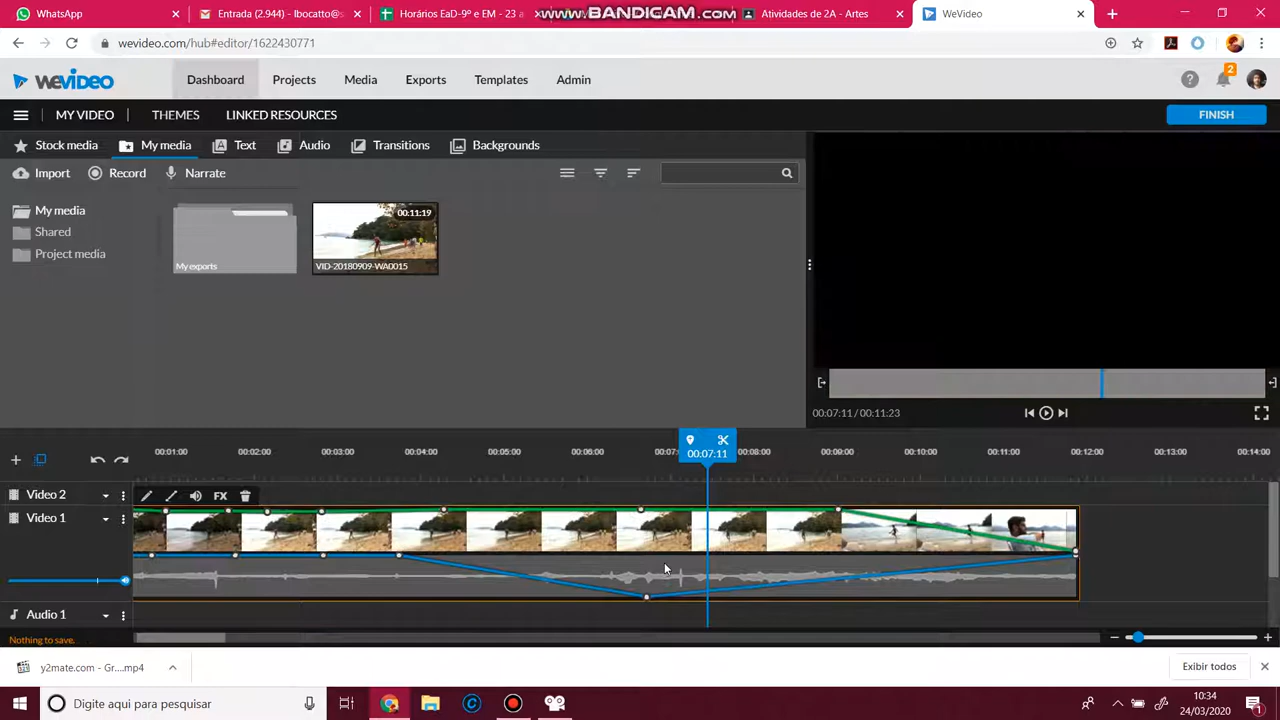 WhatsApp
Entrada (2.944) - lbocatto@s
Horários EaD-9º e EM - 23 a
www.BANDICAM.com
Atividades de 2A - Artes
WeVideo
wevideo.com/hub#editor/1622430771
wevideo
Dashboard
Projects
Media
Exports
Templates
Admin
2
MY VIDEO
THEMES
LINKED RESOURCES
FINISH
Stock media
My media
Text
Audio
Transitions
Backgrounds
Import
Record
Narrate
My media
Shared
Project media
My exports
00:11:19
VID-20180909-WA0015
00:07:11 / 00:11:23
00:01:00
00:02:00
00:03:00
00:04:00
00:05:00
00:06:00
00:07:11
00:08:00
00:09:00
00:10:00
00:11:00
00:12:00
00:13:00
00:14:00
Video 2
FX
Video 1
Audio 1
Nothing to save.
y2mate.com - Gr....mp4
Exibir todos
Digite aqui para pesquisar
10:34
24/03/2020
1